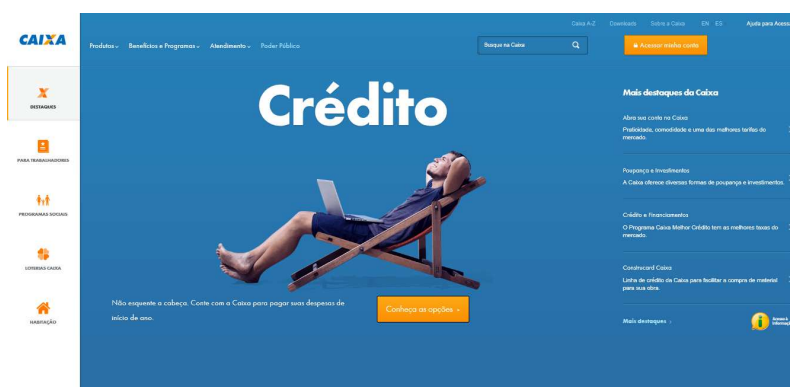 CAIXA
Caixa A-Z Downloads Sobre a Caixa EN ES Ajuda para Acess
Produtos Benefícios e Programas Atendimento Poder Público
Busque na Caixa
Acessar minha conta
DESTAQUES
PARA TRABALHADORES
PROGRAMAS SOCIAIS
LOTERIAS CAIXA
HABITAÇÃO
Crédito
Não esquente a cabeça. Conte com a Caixa para pagar suas despesas de
início de ano.
Conheça as opções
Mais destaques da Caixa
Abra sua conta na Caixa
Praticidade, comodidade e uma das melhores tarifas do
mercado.
Poupança e Investimentos
A Caixa oferece diversas formas de poupança e investimentos.
Crédito e Financiamento
O Programa Caixa Melhor Crédito tem as melhores taxas do
mercado.
Construcard Caixa
Linha de crédito da Caixa para facilitar a compra de material
para sua obra.
Mais destaques
Acesso à
Informaç